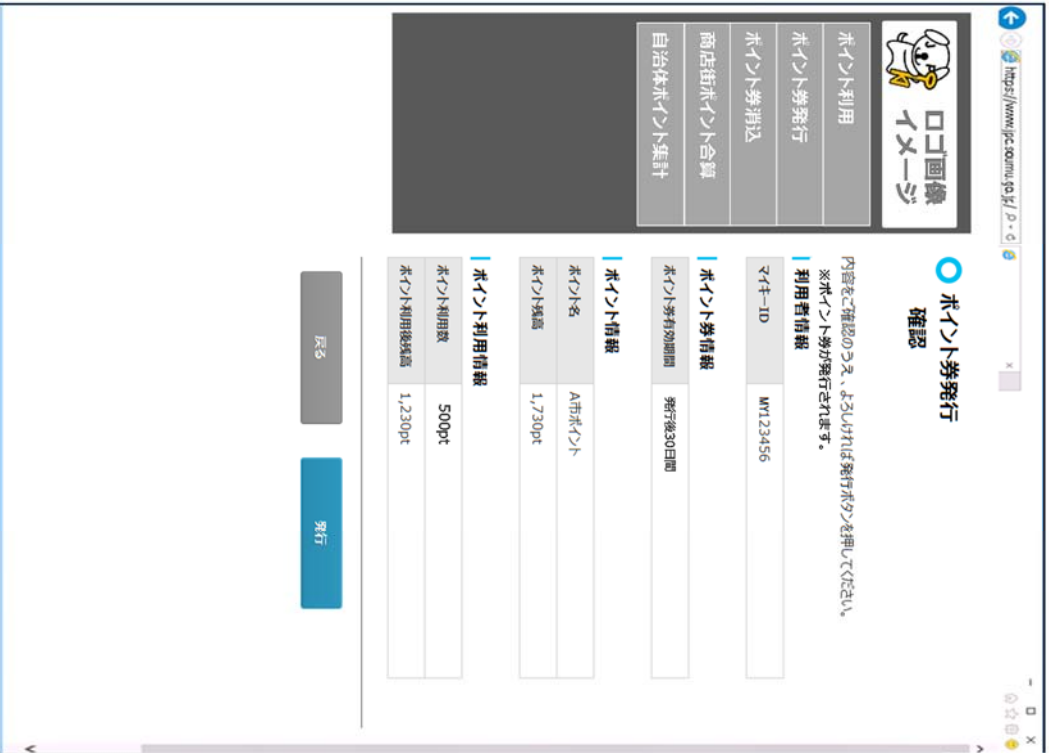 https://www.jpc.soumu.go.jp/
ロゴ画像
イメージ
ポイント利用
ポイント券発行
ポイント券消込
商店街ポイント合算
自治体ポイント集計
ポイント券発行
確認
内容をご確認のうえ、よろしければ発行ボタンを押してください。
※ポイント券が発行されます。
利用者情報
マイキーID MY123456
ポイント券情報
ポイント券有効期間 発行後30日間
ポイント情報
ポイント名 A市ポイント
ポイント残高 1,730pt
ポイント利用情報
ポイント利用数 500pt
ポイント利用後残高 1,230pt
戻る 発行